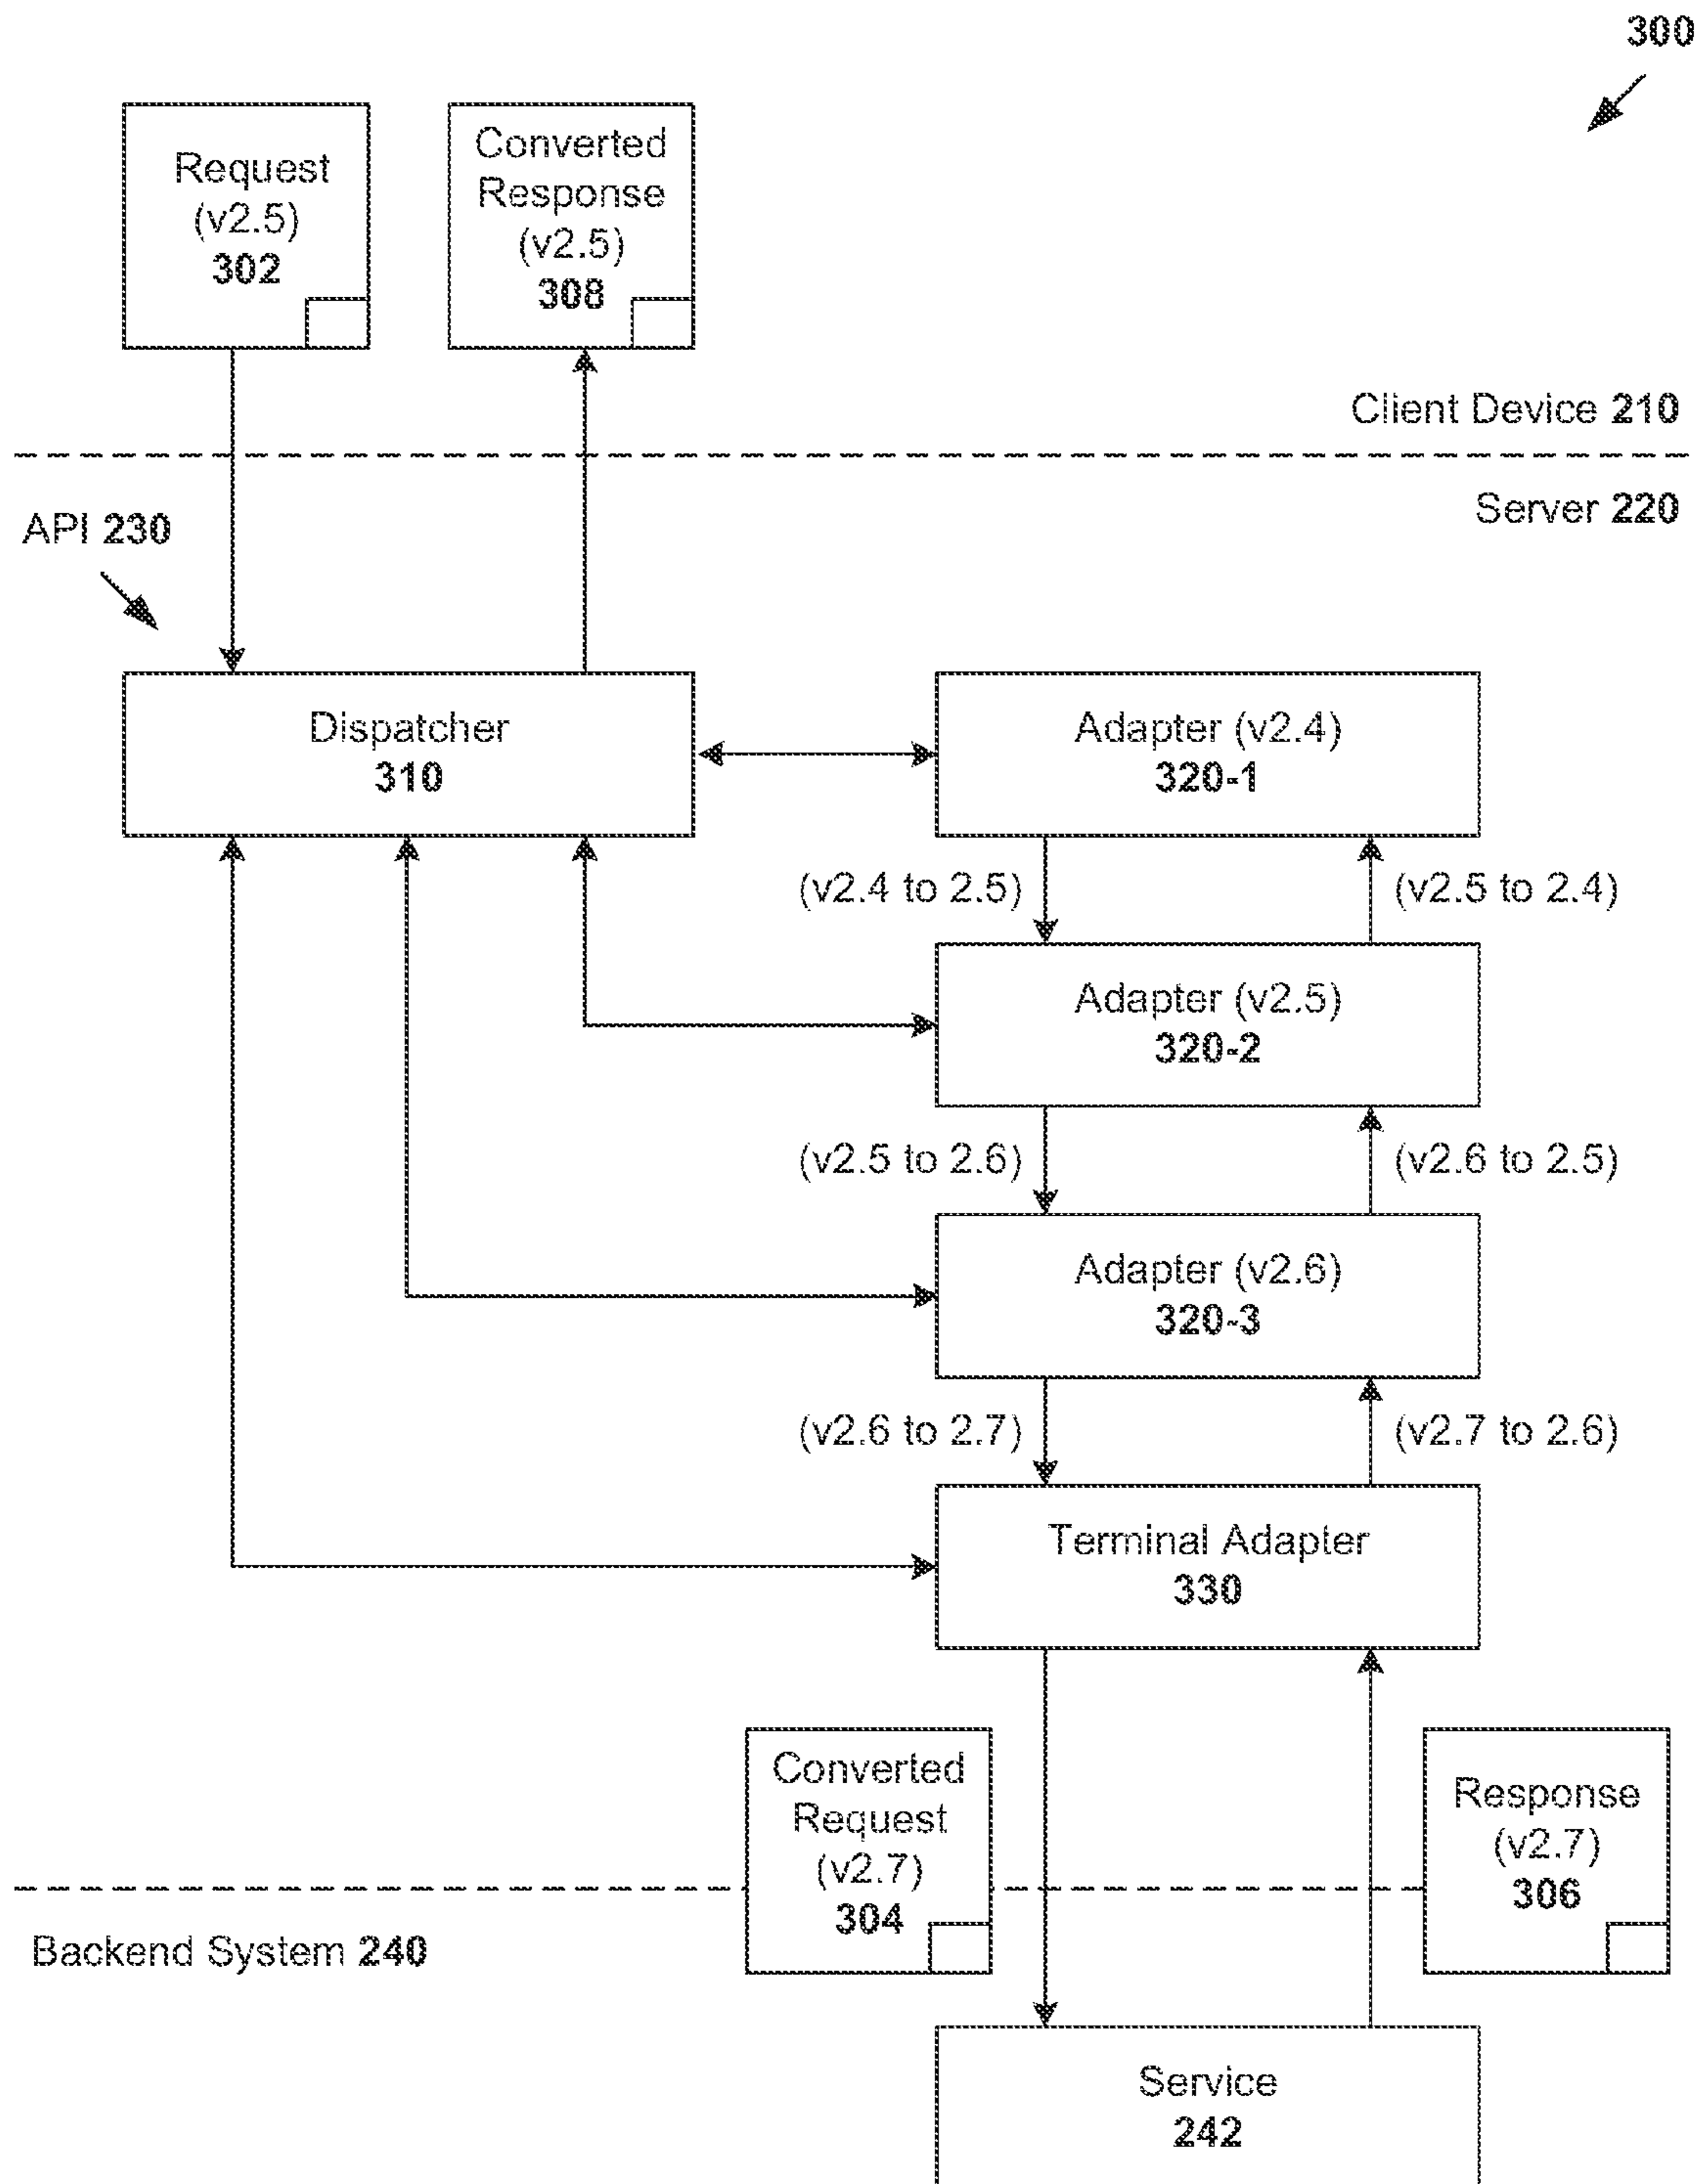 300
Request
(v2.5)
302
Converted
Response
(v2.5)
308
Client Device 210
Server 220
API 230
Dispatcher
310
Adapter (v2.4)
320-1
(v2.4 to 2.5)
(v2.5 to 2.4)
Adapter (v2.5)
320-2
(v2.5 to 2.6)
(v2.6 to 2.5)
Adapter (v2.6)
320-3
(v2.6 to 2.7)
(v2.7 to 2.6)
Terminal Adapter
330
Converted
Request
(v2.7)
304
Response
(v2.7)
306
Backend System 240
Service
242